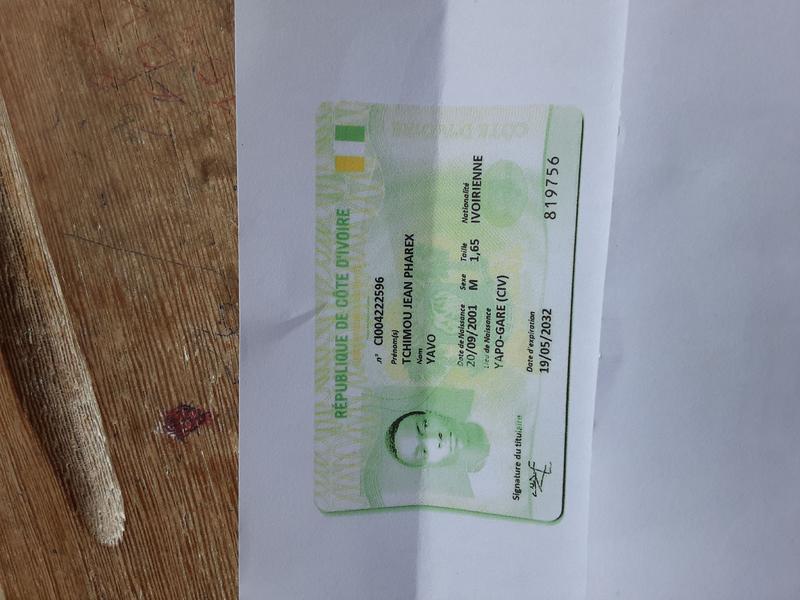 RÉPUBLIQUE DE CÔTE D'IVOIRE
n° CI004222596
Prénom(s)
TCHIMOU JEAN PHAREX
Nom
YAVO
Date de Naissance Sexe Taille Nationalité
20/09/2001 M 1,65 IVOIRIENNE
Lieu de Naissance
YAPO-GARE (CIV)
Signature du titulaire
Date d'expiration
19/05/2032
819756
CÔTE D'IVOIRE